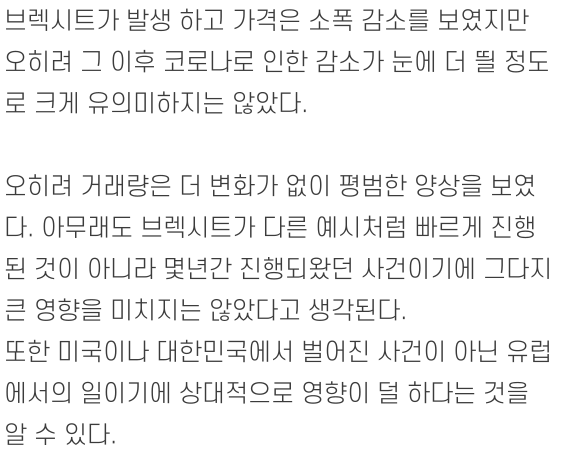 브렉시트가 발생 하고 가격은 소폭 감소를 보였지만
오히려 그 이후 코로나로 인한 감소가 눈에 더 띌 정도
로 크게 유의미하지는 않았다.
오히려 거래량은 더 변화가 없이 평범한 양상을 보였
다. 아무래도 브렉시트가 다른 예시처럼 빠르게 진행
된 것이 아니라 몇년간 진행되왔던 사건이기에 그다지
큰 영향을 미치지는 않았다고 생각된다.
또한 미국이나 대한민국에서 벌어진 사건이 아닌 유럽
에서의 일이기에 상대적으로 영향이 덜 하다는 것을
알 수 있다.